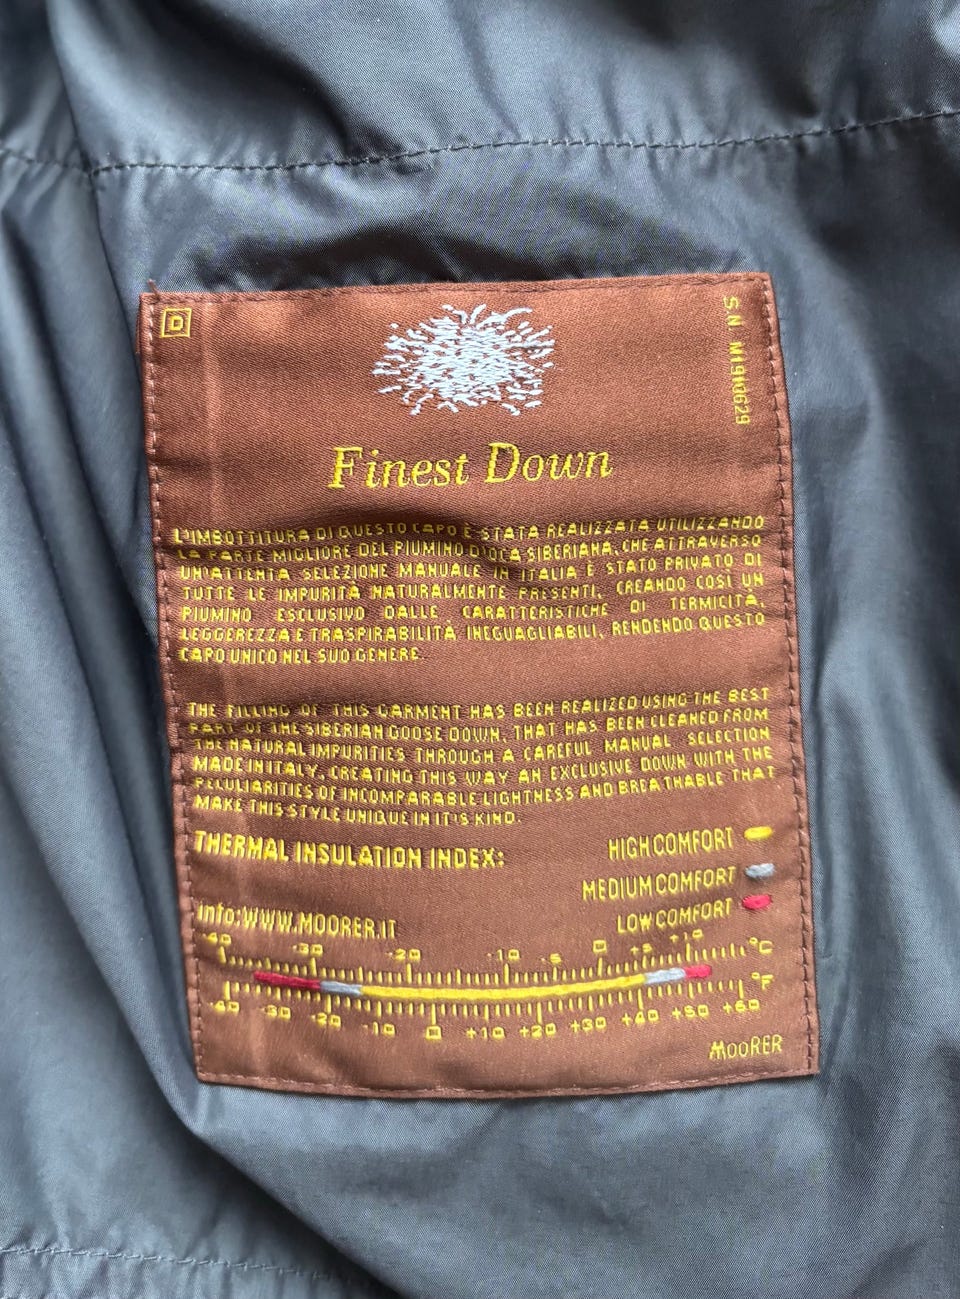 D
S.N. M1910629
Finest Down
L'IMBOTTITURA DI QUESTO CAPO È STATA REALIZZATA UTILIZZANDO
LA PARTE MIGLIORE DEL PIUMINO D'OCA SIBERIANA, CHE ATTRAVERSO
UN'ATTENTA SELEZIONE MANUALE IN ITALIA È STATO PRIVATO DI
TUTTE LE IMPURITÀ NATURALMENTE PRESENTI, CREANDO COSÌ UN
PIUMINO ESCLUSIVO DALLE CARATTERISTICHE DI TERMICITÀ,
LEGGEREZZA E TRASPIRABILITÀ INEGUAGLIABILI, RENDENDO QUESTO
CAPO UNICO NEL SUO GENERE.
THE FILLING OF THIS GARMENT HAS BEEN REALIZED USING THE BEST
PART OF THE SIBERIAN GOOSE DOWN, THAT HAS BEEN CLEANED FROM
THE NATURAL IMPURITIES THROUGH A CAREFUL MANUAL SELECTION
MADE IN ITALY, CREATING THIS WAY AN EXCLUSIVE DOWN WITH THE
PECULIARITIES OF INCOMPARABLE LIGHTNESS AND BREATHABLE THAT
MAKE THIS STYLE UNIQUE IN IT'S KIND.
THERMAL INSULATION INDEX:
HIGH COMFORT
MEDIUM COMFORT
LOW COMFORT
info: WWW.MOORER.IT
-40 -30 -20 -10 -5 0 +5 +10 °C
-40 -30 -20 -10 0 +10 +20 +30 +40 +50 +60 °F
MOORER